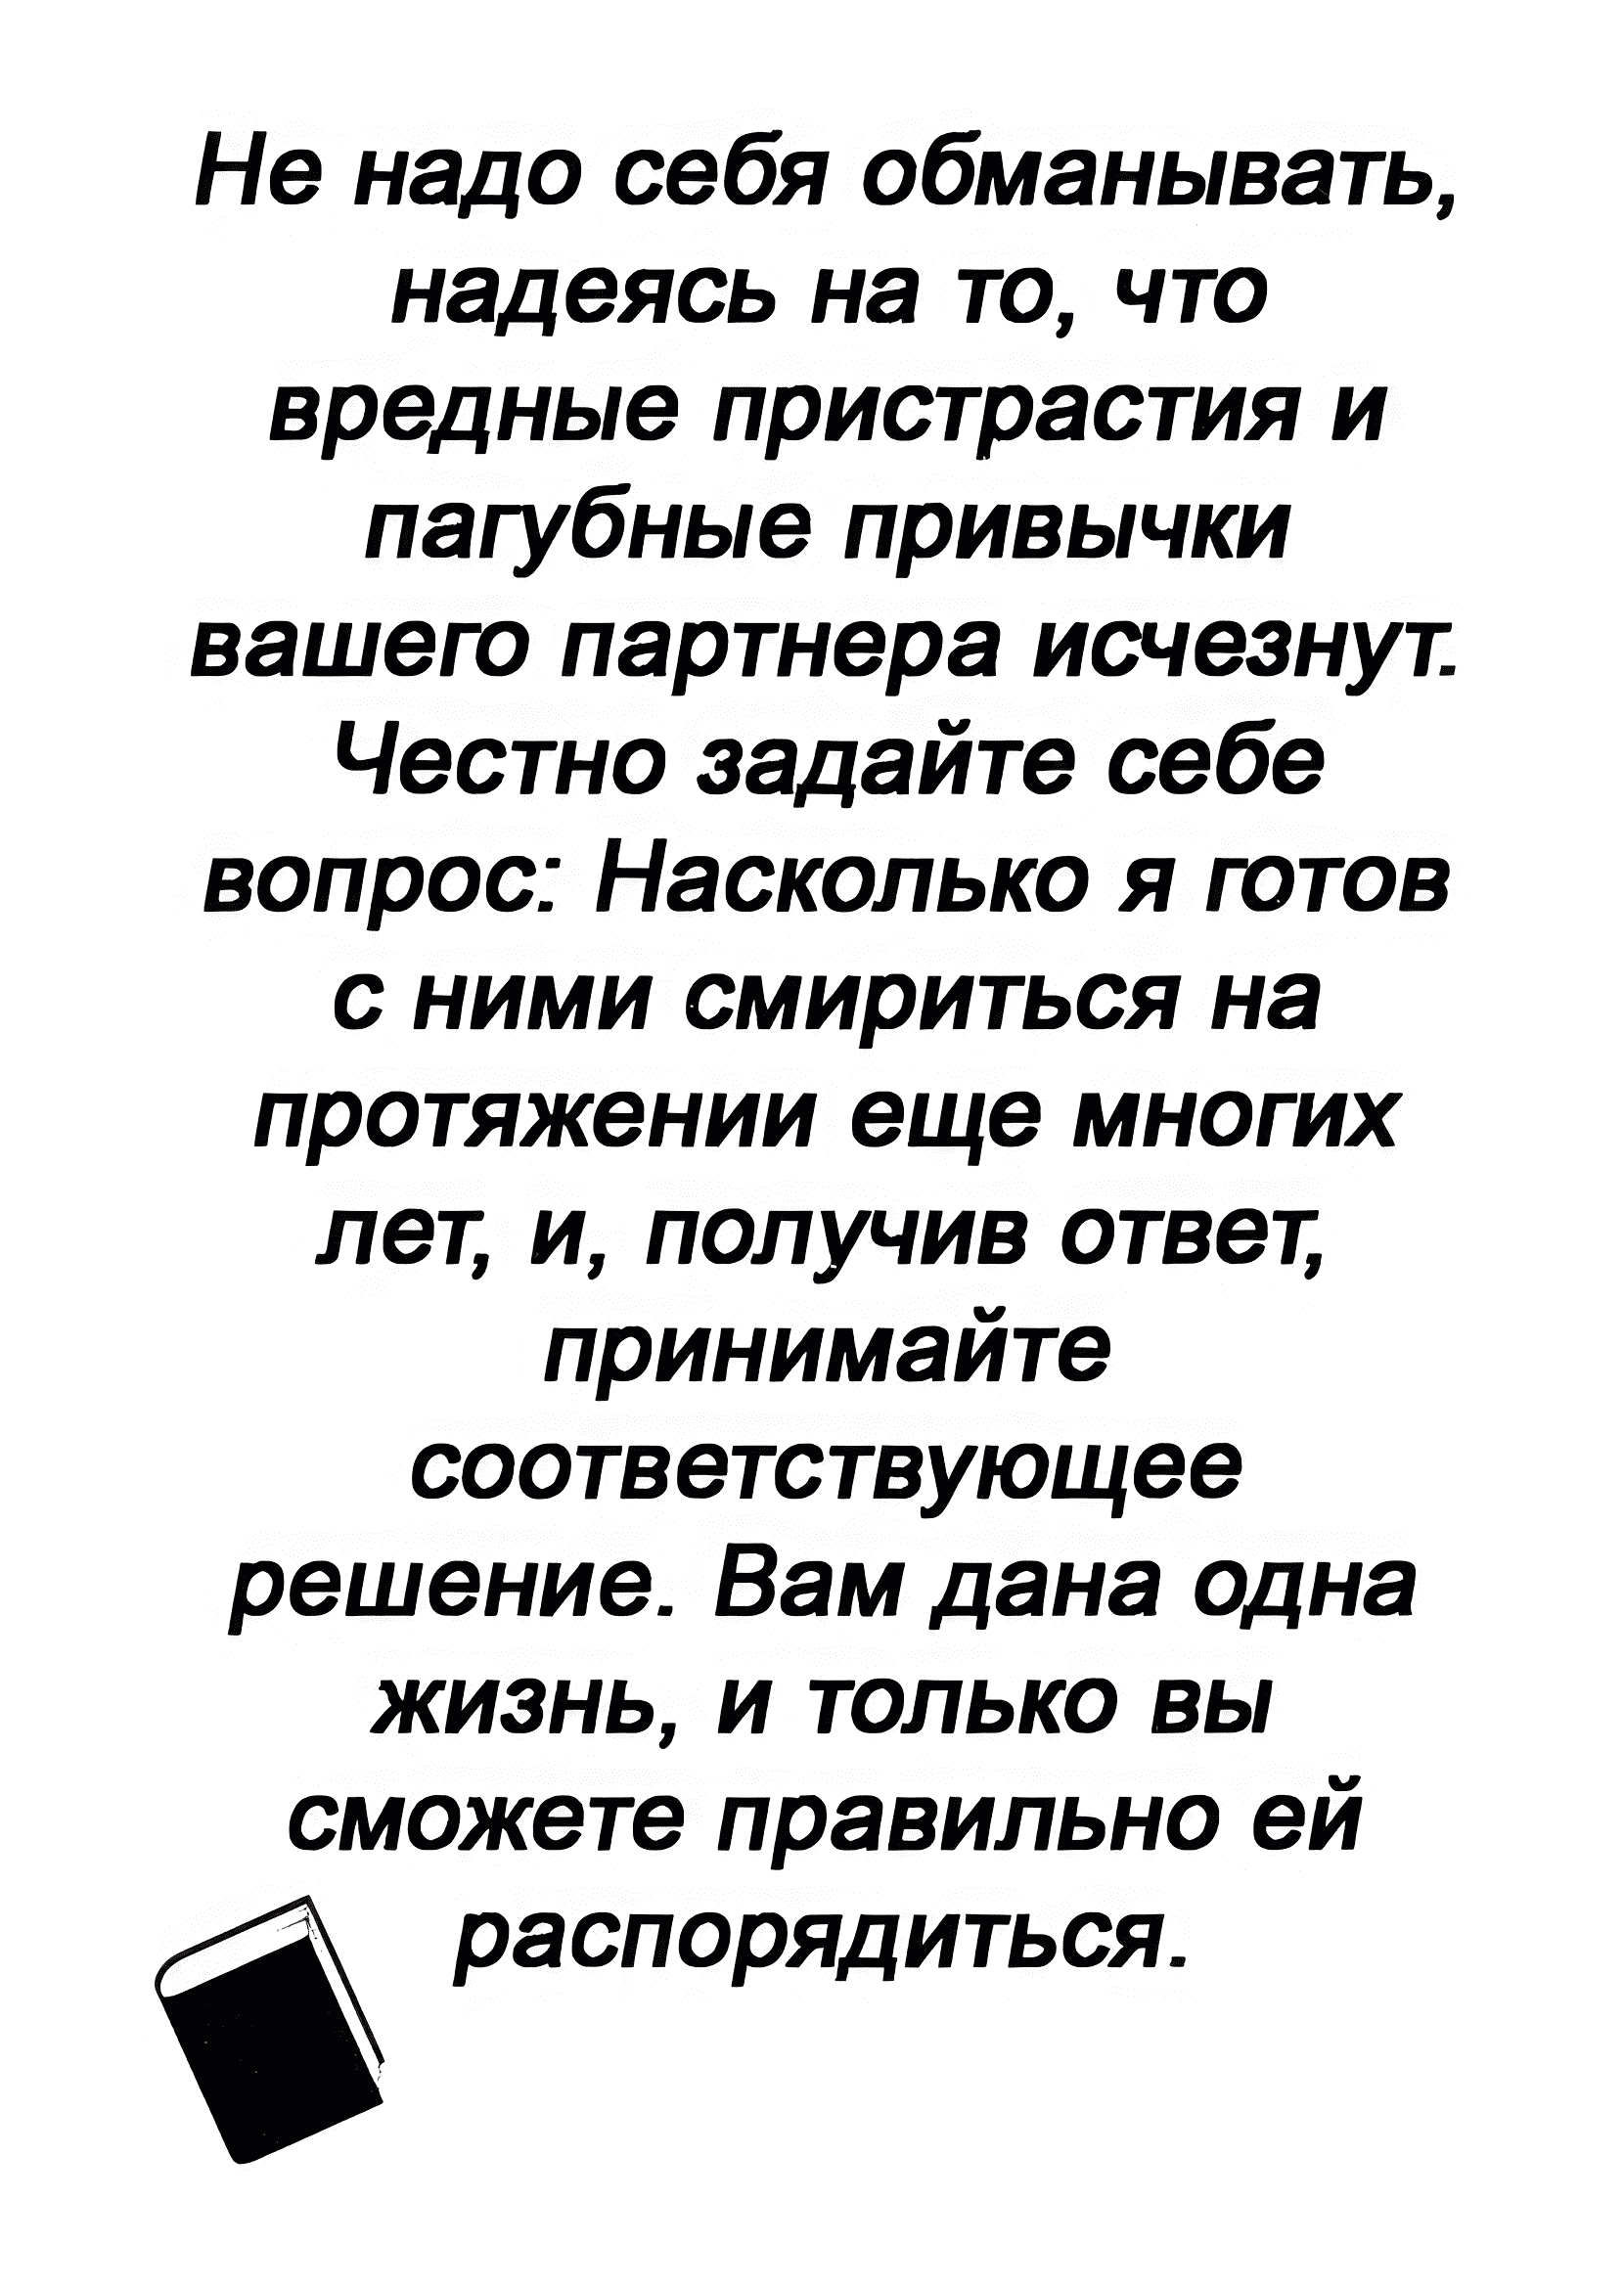 Не надо себя обманывать,
надеясь на то, что
вредные пристрастия и
пагубные привычки
вашего партнера исчезнут.
Честно задайте себе
вопрос: Насколько я готов
с ними смириться на
протяжении еще многих
лет, и, получив ответ,
принимайте
соответствующее
решение. Вам дана одна
жизнь, и только вы
сможете правильно ей
распорядиться.